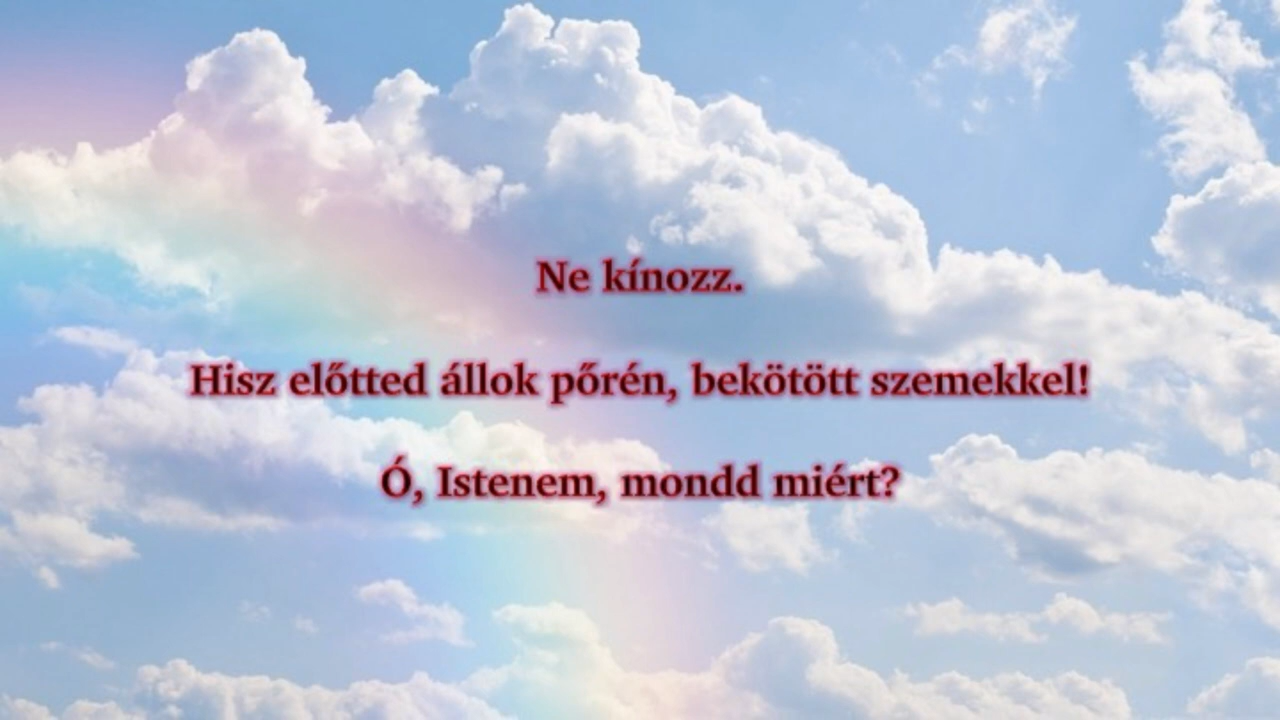 Ne kínozz.
Hisz előtted állok pőrén, bekötött szemekkel!
Ó, Istenem, mondd miért?